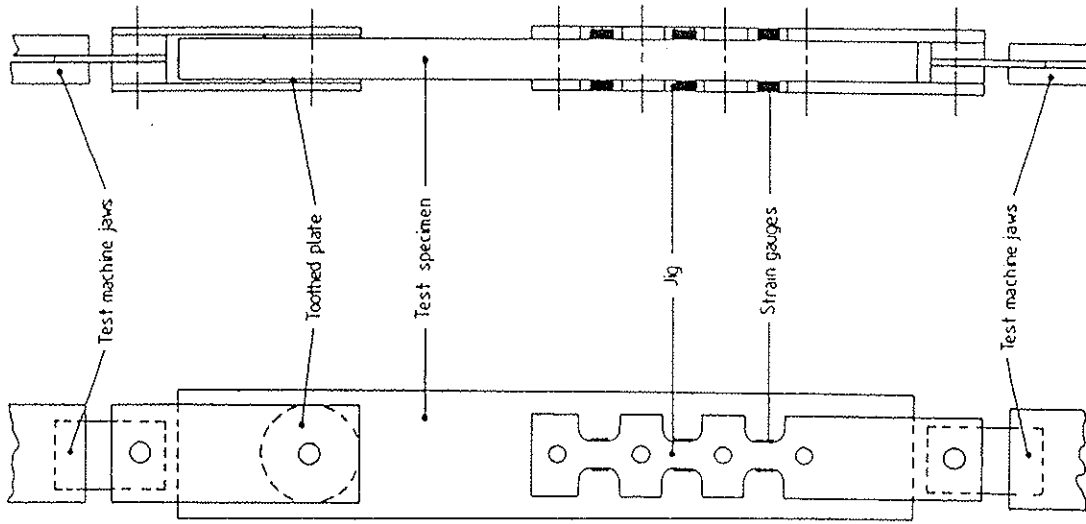 Test machine jaws
Toothed plate
Test specimen
Jig
Strain gauges
Test machine jaws